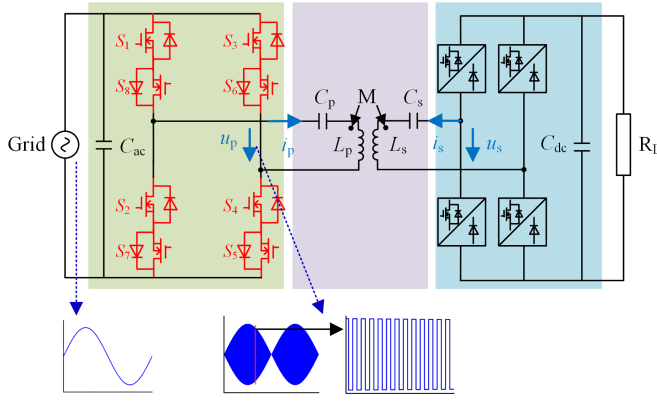 S1 S3
S8 S6
Cp M Cs
Grid Cac up ip Lp Ls is us Cdc RL
S2 S4
S7 S5